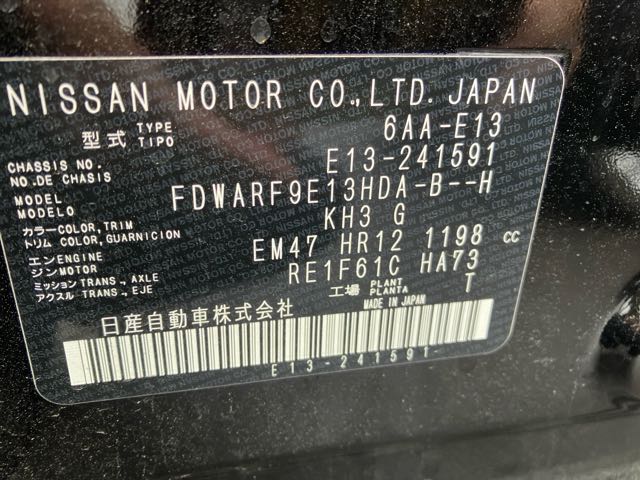 NISSAN MOTOR CO.,LTD. JAPAN
型式 TYPE TIPO 6AA-E13
CHASSIS NO. NO.DE CHASSIS E13-241591
MODEL MODELO FDWARF9E13HDA-B--H
カラー COLOR, TRIM トリム COLOR, GUARNICION KH3 G
エンジン ENGINE MOTOR EM47 HR12 1198 CC
ミッション TRANS., AXLE アクスル TRANS., EJE RE1F61C HA73
工場 PLANT PLANTA T
MADE IN JAPAN
日産自動車株式会社
E13-241591